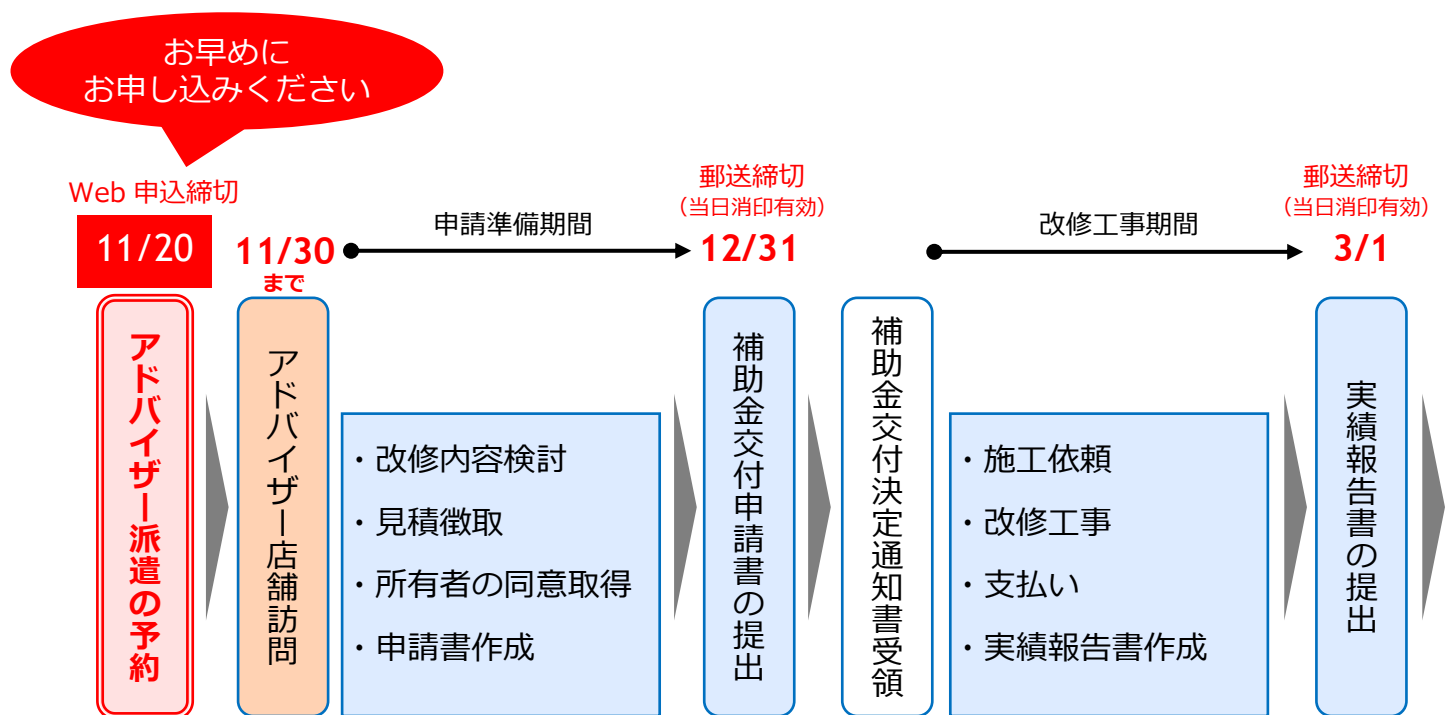 お早めに
お申し込みください
Web 申込締切
11/20
11/30
まで
申請準備期間
郵送締切
（当日消印有効）
12/31
改修工事期間
郵送締切
（当日消印有効）
3/1
アドバイザー派遣の予約
アドバイザー店舗訪問
・改修内容検討
・見積徴取
・所有者の同意取得
・申請書作成
補助金交付申請書の提出
補助金交付決定通知書受領
・施工依頼
・改修工事
・支払い
・実績報告書作成
実績報告書の提出